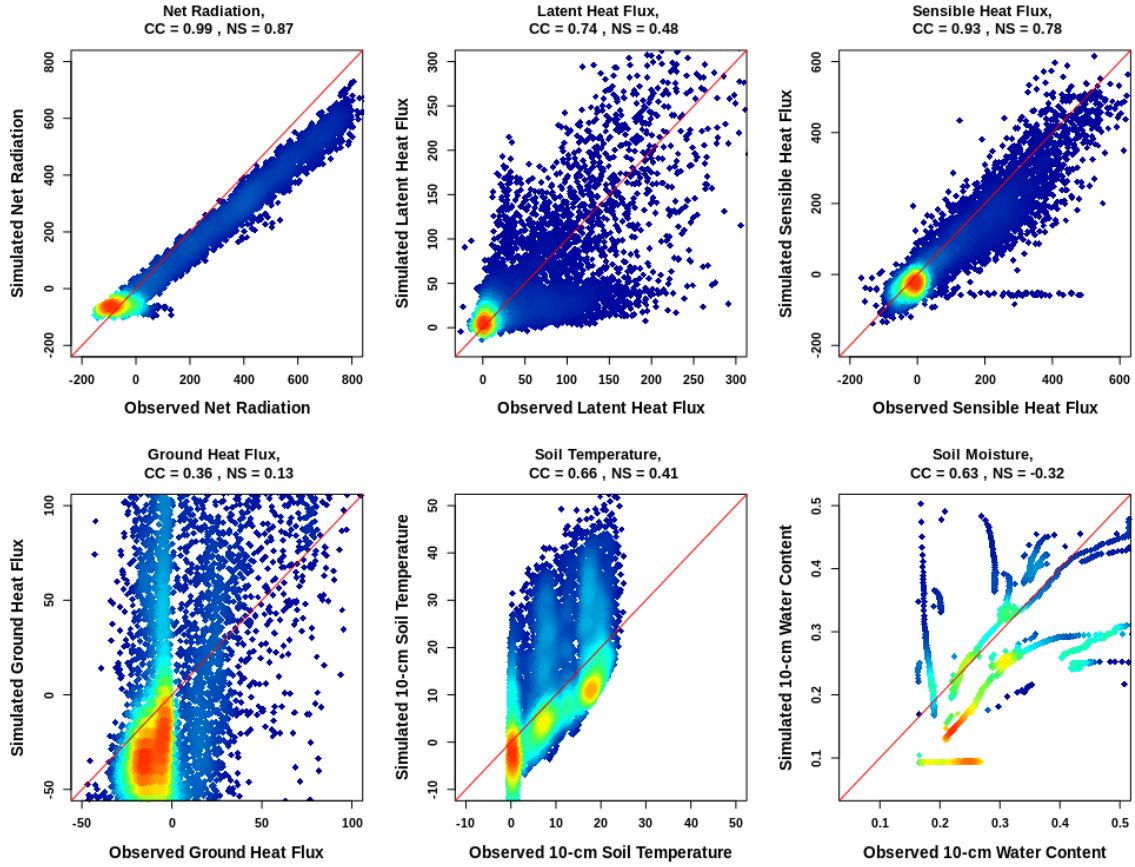 Net Radiation,
CC = 0.99 , NS = 0.87
Latent Heat Flux,
CC = 0.74 , NS = 0.48
Sensible Heat Flux,
CC = 0.93 , NS = 0.78
Simulated Net Radiation
800
600
400
200
0
-200
-200 0 200 400 600 800
Observed Net Radiation
Simulated Latent Heat Flux
300
250
200
150
100
50
0
0 50 100 150 200 250 300
Observed Latent Heat Flux
Simulated Sensible Heat Flux
600
400
200
0
200
-200 0 200 400 600
Observed Sensible Heat Flux
Ground Heat Flux,
CC = 0.36 , NS = 0.13
Soil Temperature,
CC = 0.66 , NS = 0.41
Soil Moisture,
CC = 0.63 , NS = -0.32
Simulated Ground Heat Flux
100
50
0
-50
-50 0 50 100
Observed Ground Heat Flux
Simulated 10-cm Soil Temperature
50
40
30
20
10
0
-10
-10 0 10 20 30 40 50
Observed 10-cm Soil Temperature
Simulated 10-cm Water Content
0.5
0.4
0.3
0.2
0.1
0.1 0.2 0.3 0.4 0.5
Observed 10-cm Water Content